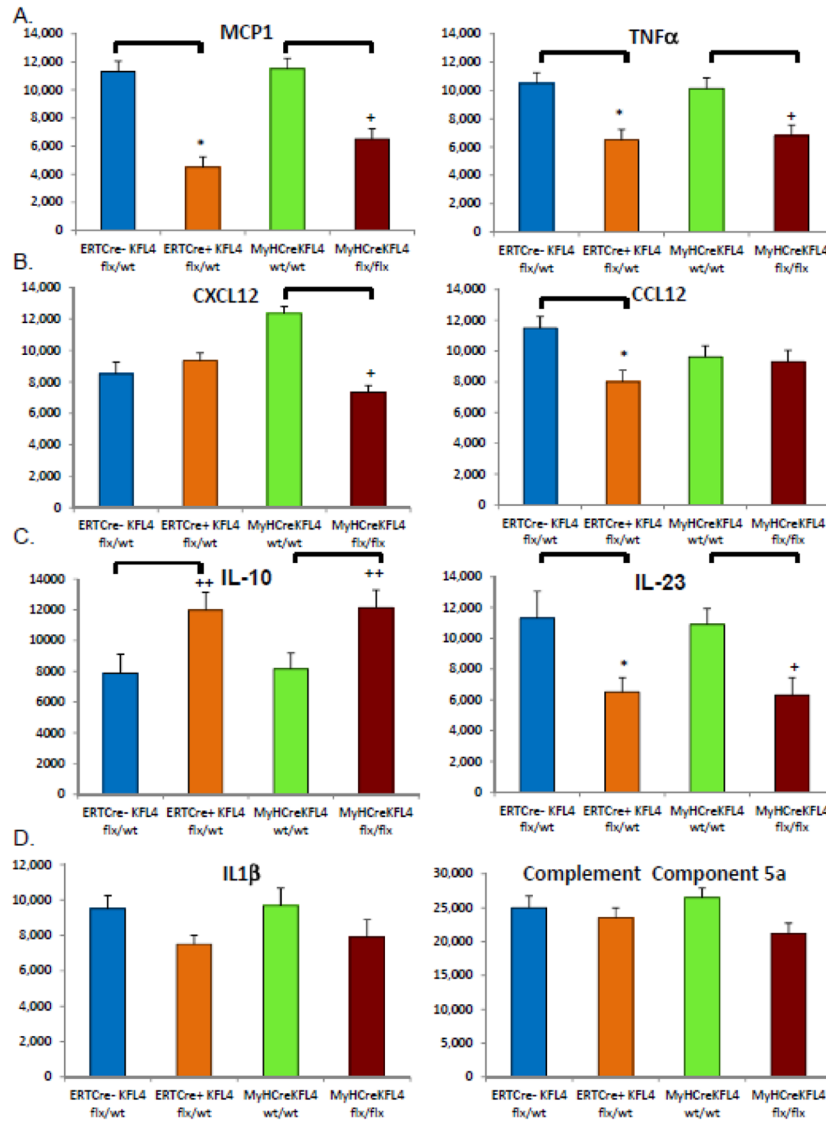 A.
MCP1
14,000
12,000
10,000
8,000
6,000
4,000
2,000
0
*
+
ERTCre- KFL4 ERTCre+ KFL4 MyHCreKFL4 MyHCreKFL4
flx/wt flx/wt wt/wt flx/flx
TNFα
14,000
12,000
10,000
8,000
6,000
4,000
2,000
0
*
+
ERTCre- KFL4 ERTCre+ KFL4 MyHCreKFL4 MyHCreKFL4
flx/wt flx/wt wt/wt flx/flx
B.
CXCL12
14,000
12,000
10,000
8,000
6,000
4,000
2,000
0
+
ERTCre- KFL4 ERTCre+ KFL4 MyHCreKFL4 MyHCreKFL4
flx/wt flx/wt wt/wt flx/flx
CCL12
14,000
12,000
10,000
8,000
6,000
4,000
2,000
0
*
ERTCre- KFL4 ERTCre+ KFL4 MyHCreKFL4 MyHCreKFL4
flx/wt flx/wt wt/wt flx/flx
C.
IL-10
14000
12000
10000
8000
6000
4000
2000
0
++
++
ERTCre- KFL4 ERTCre+ KFL4 MyHCreKFL4 MyHCreKFL4
flx/wt flx/wt wt/wt flx/flx
IL-23
14,000
12,000
10,000
8,000
6,000
4,000
2,000
0
*
+
ERTCre- KFL4 ERTCre+ KFL4 MyHCreKFL4 MyHCreKFL4
flx/wt flx/wt wt/wt flx/flx
D.
IL1β
12,000
10,000
8,000
6,000
4,000
2,000
0
ERTCre- KFL4 ERTCre+ KFL4 MyHCreKFL4 MyHCreKFL4
flx/wt flx/wt wt/wt flx/flx
Complement Component 5a
30,000
25,000
20,000
15,000
10,000
5,000
0
ERTCre- KFL4 ERTCre+ KFL4 MyHCreKFL4 MyHCreKFL4
flx/wt flx/wt wt/wt flx/flx